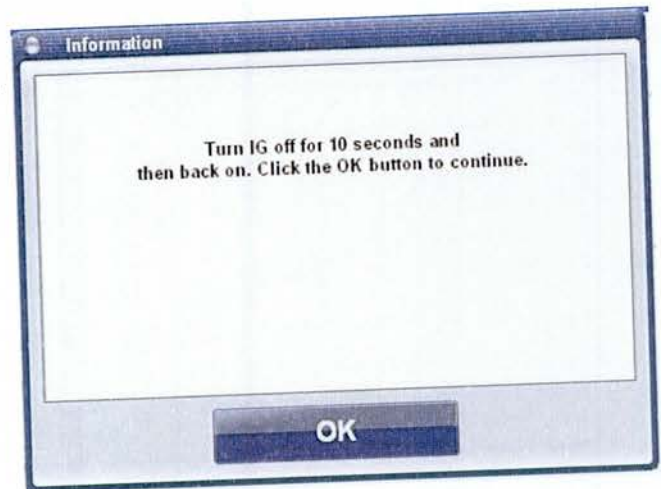 Information
Turn IG off for 10 seconds and
then back on. Click the OK button to continue.
OK